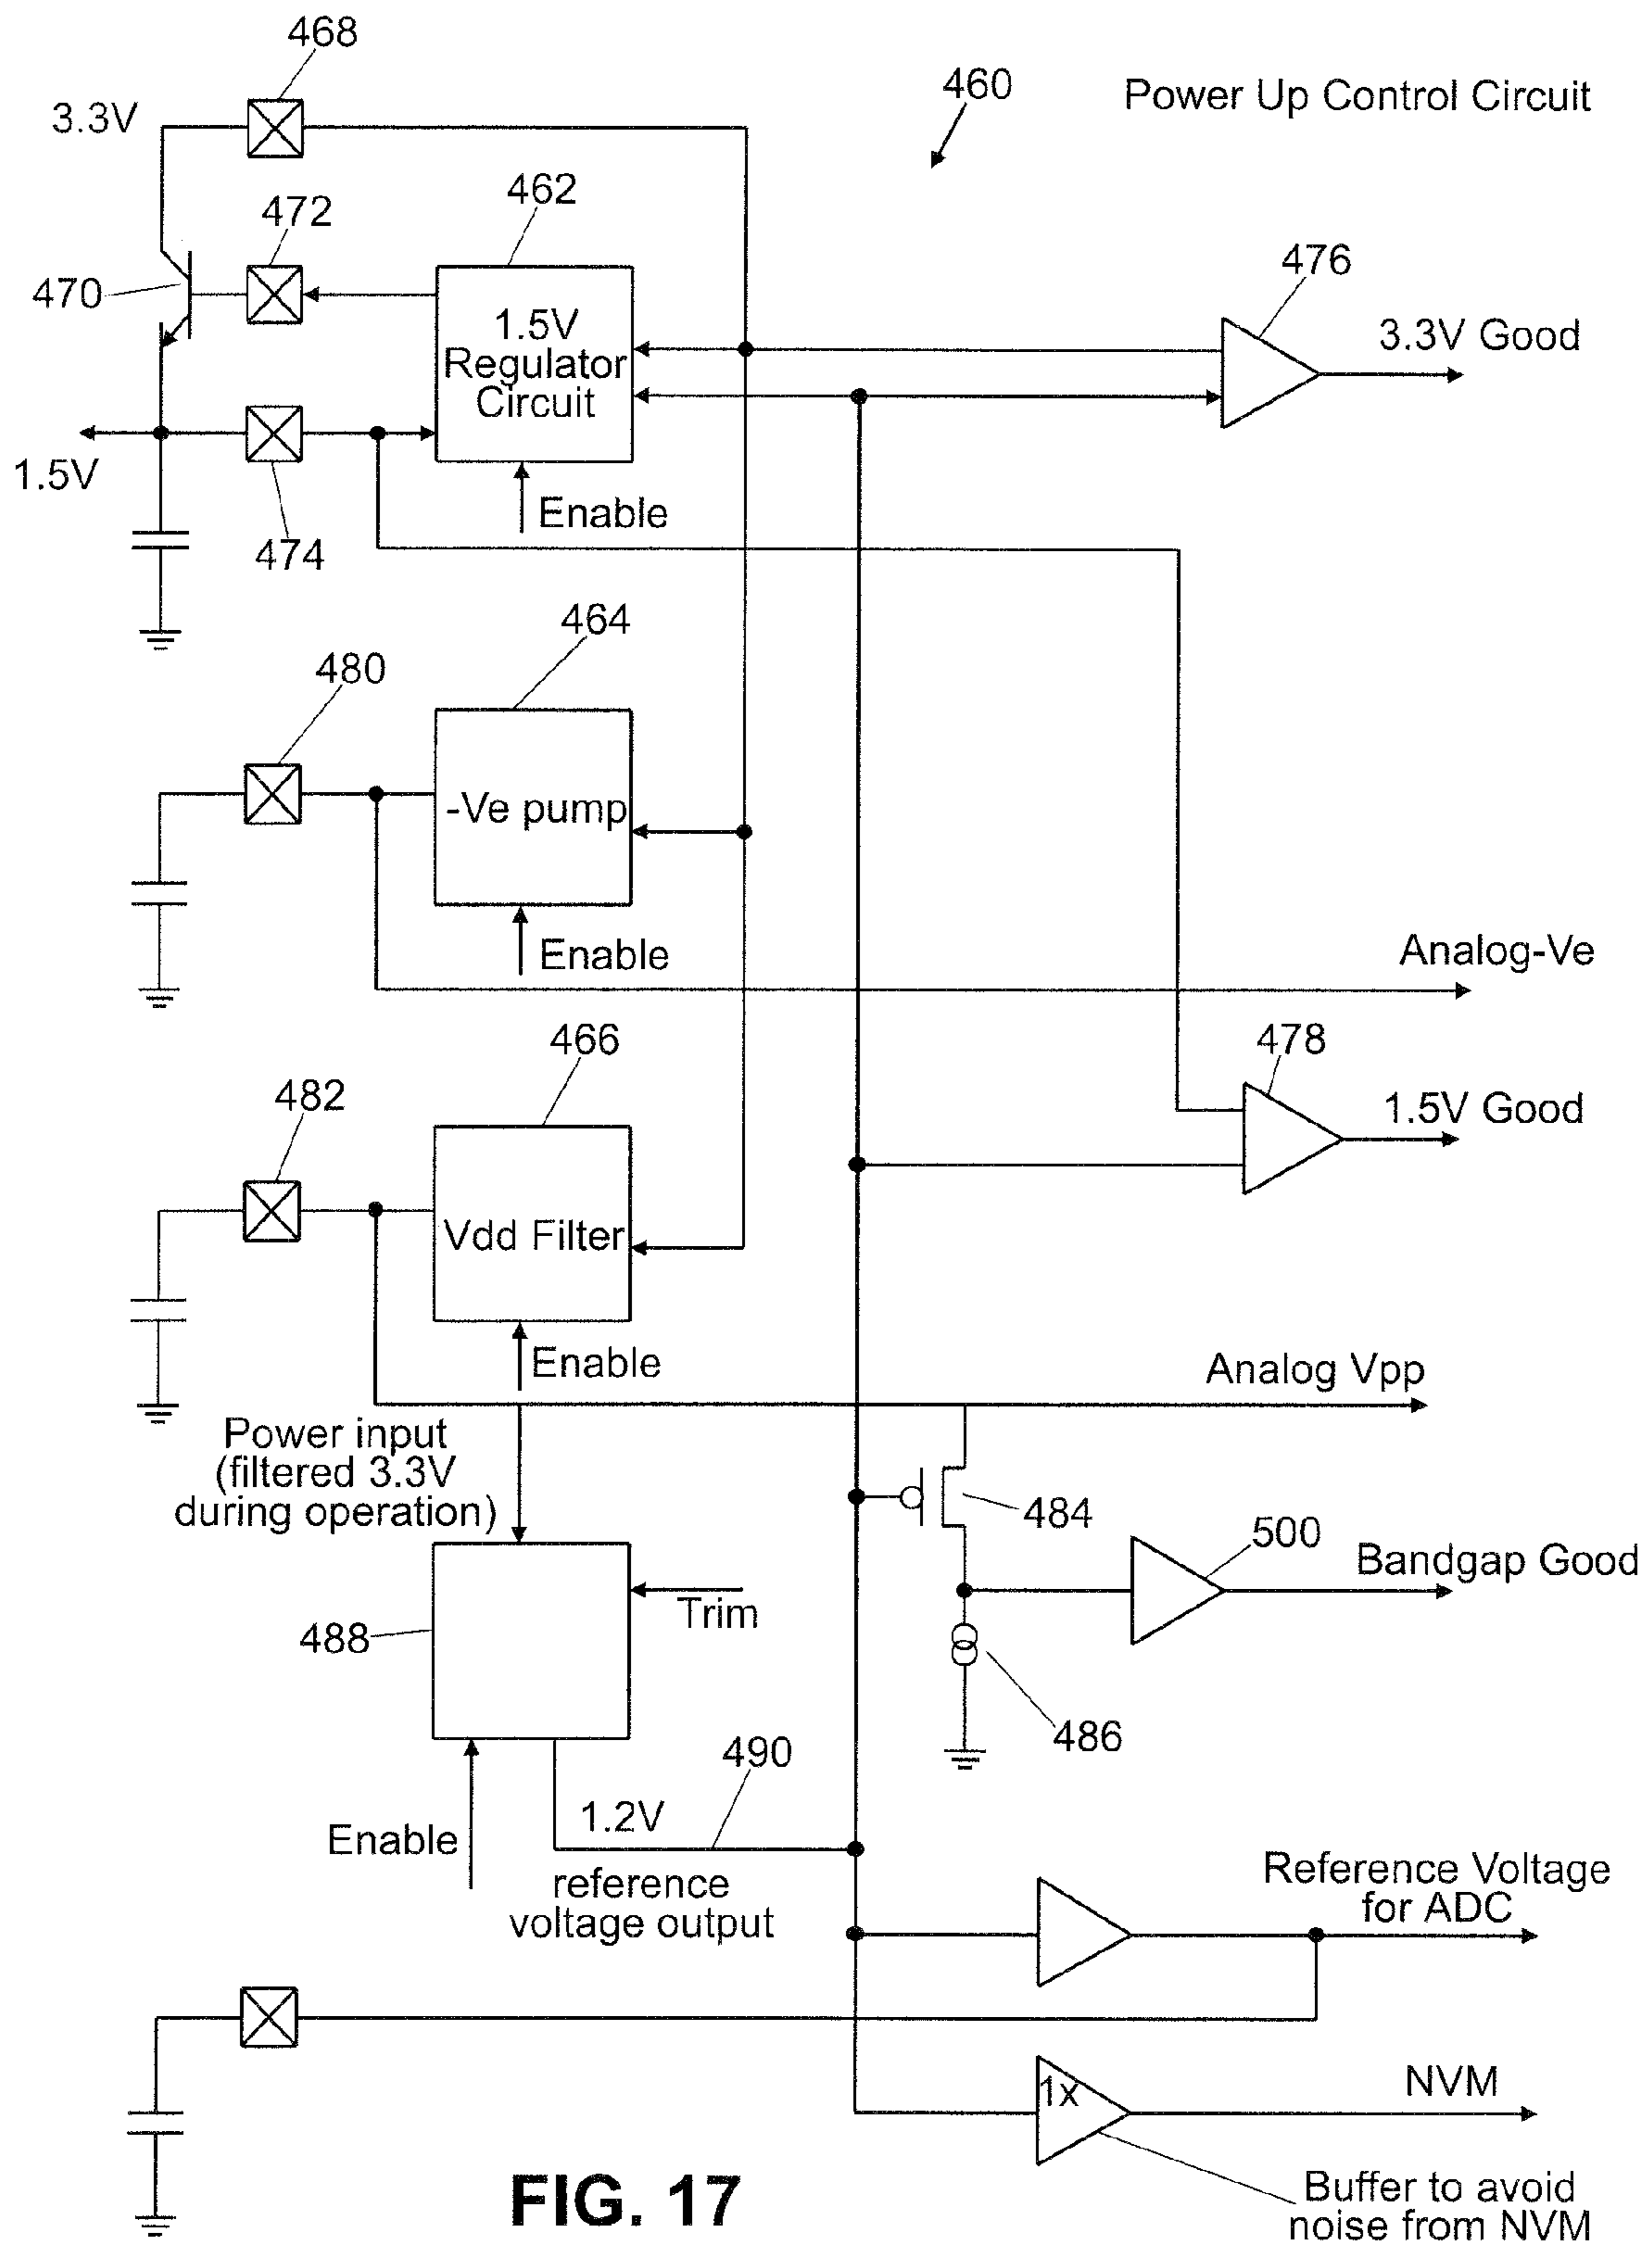 468
460
Power Up Control Circuit
3.3V
462
472
476
470
1.5V
Regulator
Circuit
3.3V Good
1.5V
Enable
474
464
480
-Ve pump
Enable
Analog-Ve
466
478
482
1.5V Good
Vdd Filter
Enable
Analog Vpp
Power input
(filtered 3.3V
during operation)
484
500
Bandgap Good
Trim
488
486
490
1.2V
Enable
reference
voltage output
Reference Voltage
for ADC
1x
NVM
Buffer to avoid
noise from NVM
FIG. 17